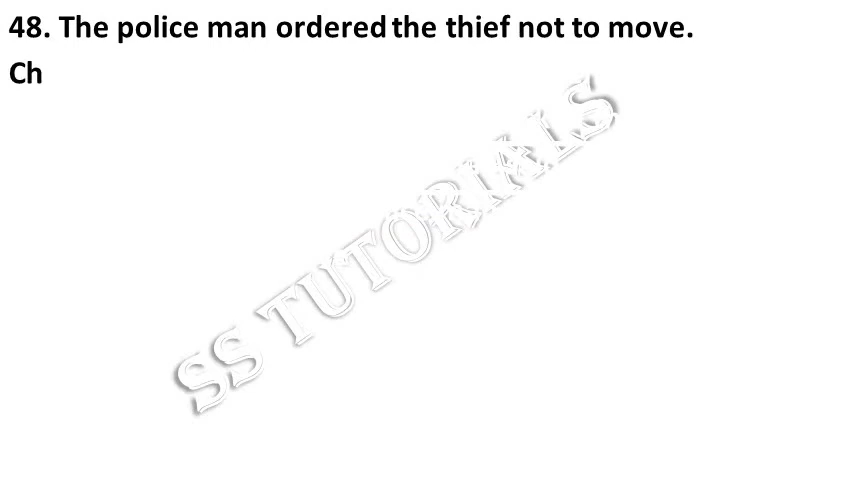 48. The police man ordered the thief not to move.
Ch
SS TUTORIALS